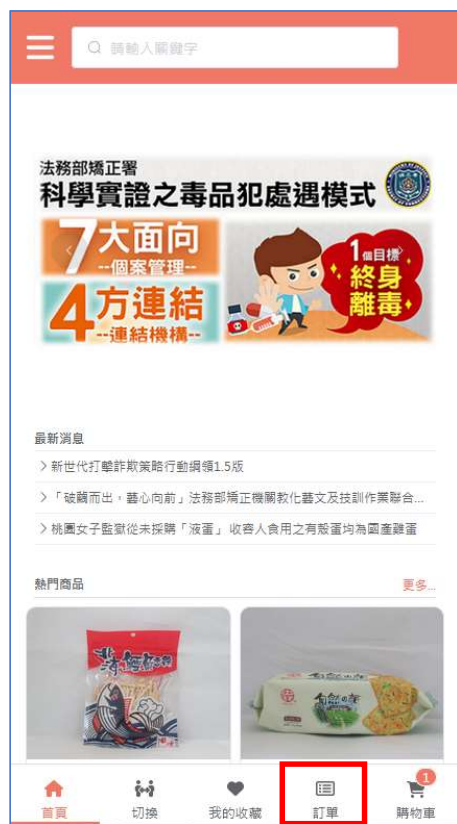 請輸入關鍵字
法務部矯正署
科學實證之毒品犯處遇模式
7大面向
--個案管理--
4方連結
--連結機構--
1個目標
終身
離毒
最新消息
新世代打擊詐欺策略行動綱領1.5版
「破繭而出，藝心向前」法務部矯正機關教化藝文及技訓作業聯合...
桃園女子監獄從未採購「液蛋」 收容人食用之有殼蛋均為國產雞蛋
熱門商品
更多...
1
首頁
切換
我的收藏
訂單
購物車